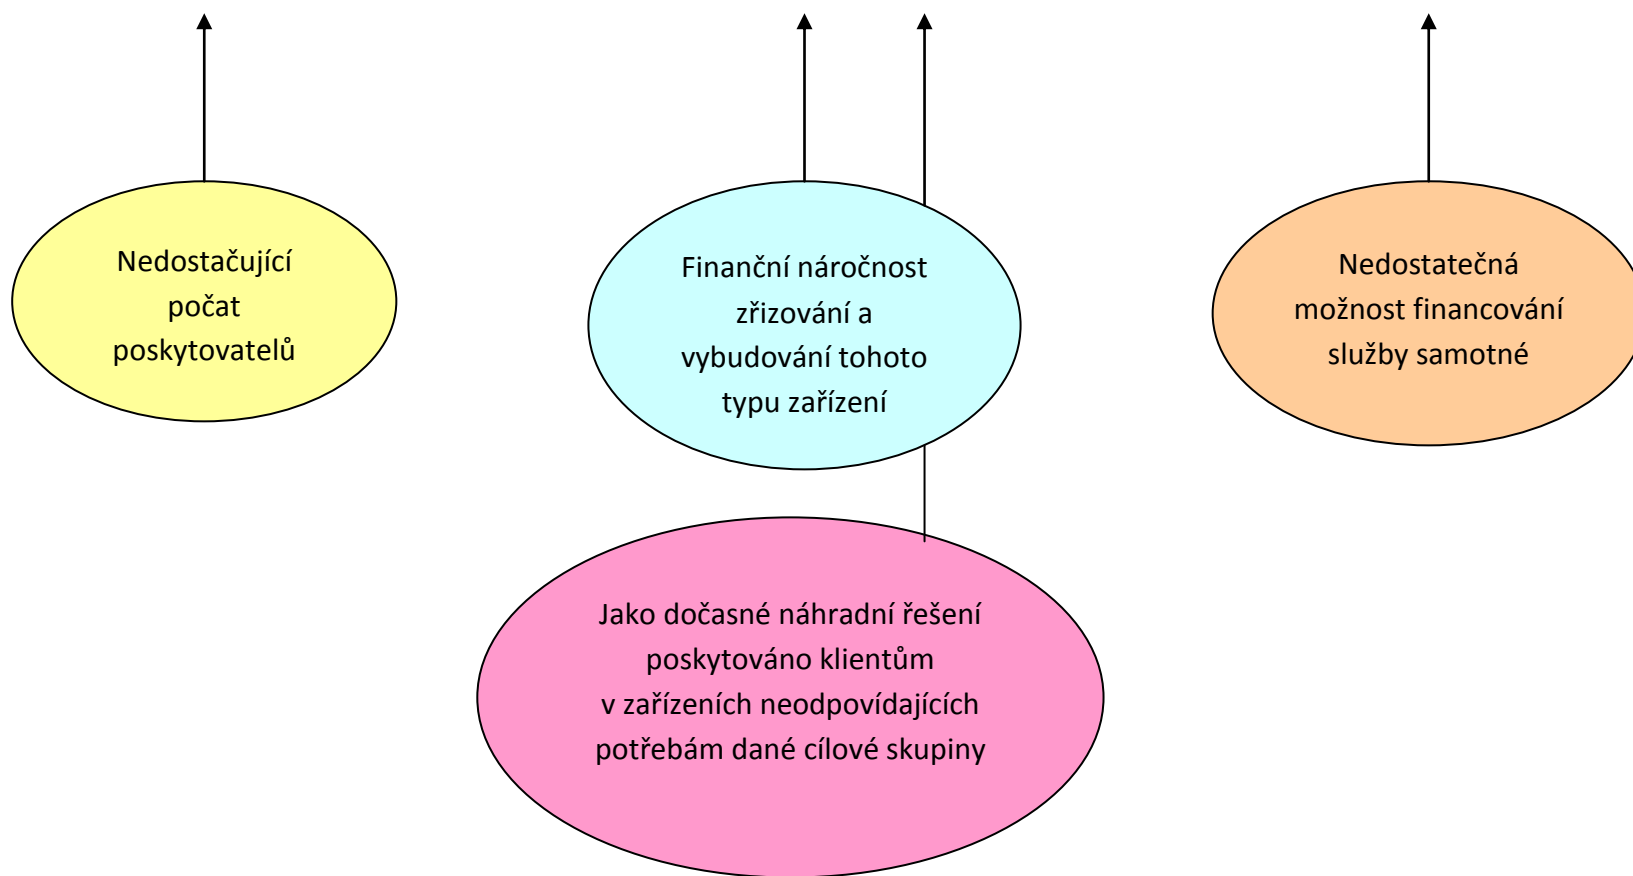 Nedostačující
počat
poskytovatelů
Finanční náročnost
zřizování a
vybudování tohoto
typu zařízení
Nedostatečná
možnost financování
služby samotné
Jako dočasné náhradní řešení
poskytováno klientům
v zařízeních neodpovídajících
potřebám dané cílové skupiny